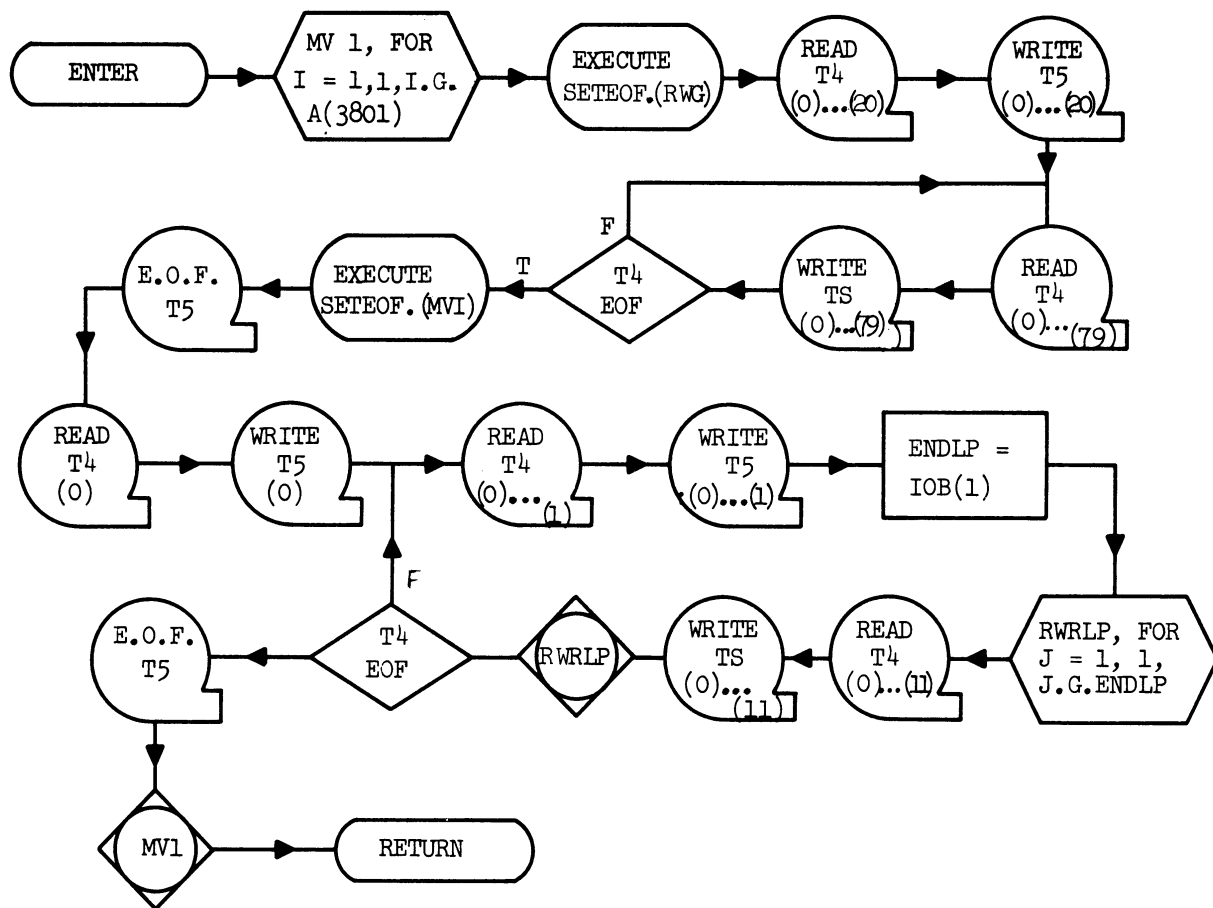 ENTER
MV 1, FOR
I = 1,1,I.G.
A(3801)
EXECUTE
SETEOF.(RWG)
READ
T4
(0)...(20)
WRITE
T5
(0)...(20)
F
T
E.O.F.
T5
EXECUTE
SETEOF.(MVI)
T4
EOF
WRITE
TS
(0)...(79)
READ
T4
(0)...(79)
READ
T4
(0)
WRITE
T5
(0)
READ
T4
(0)...(1)
WRITE
T5
(0)...(1)
ENDLP =
IOB(1)
F
E.O.F.
T5
T4
EOF
RWRLP
WRITE
TS
(0)...
(11)
READ
T4
(0)...(11)
RWRLP, FOR
J = 1, 1,
J.G.ENDLP
MV1
RETURN